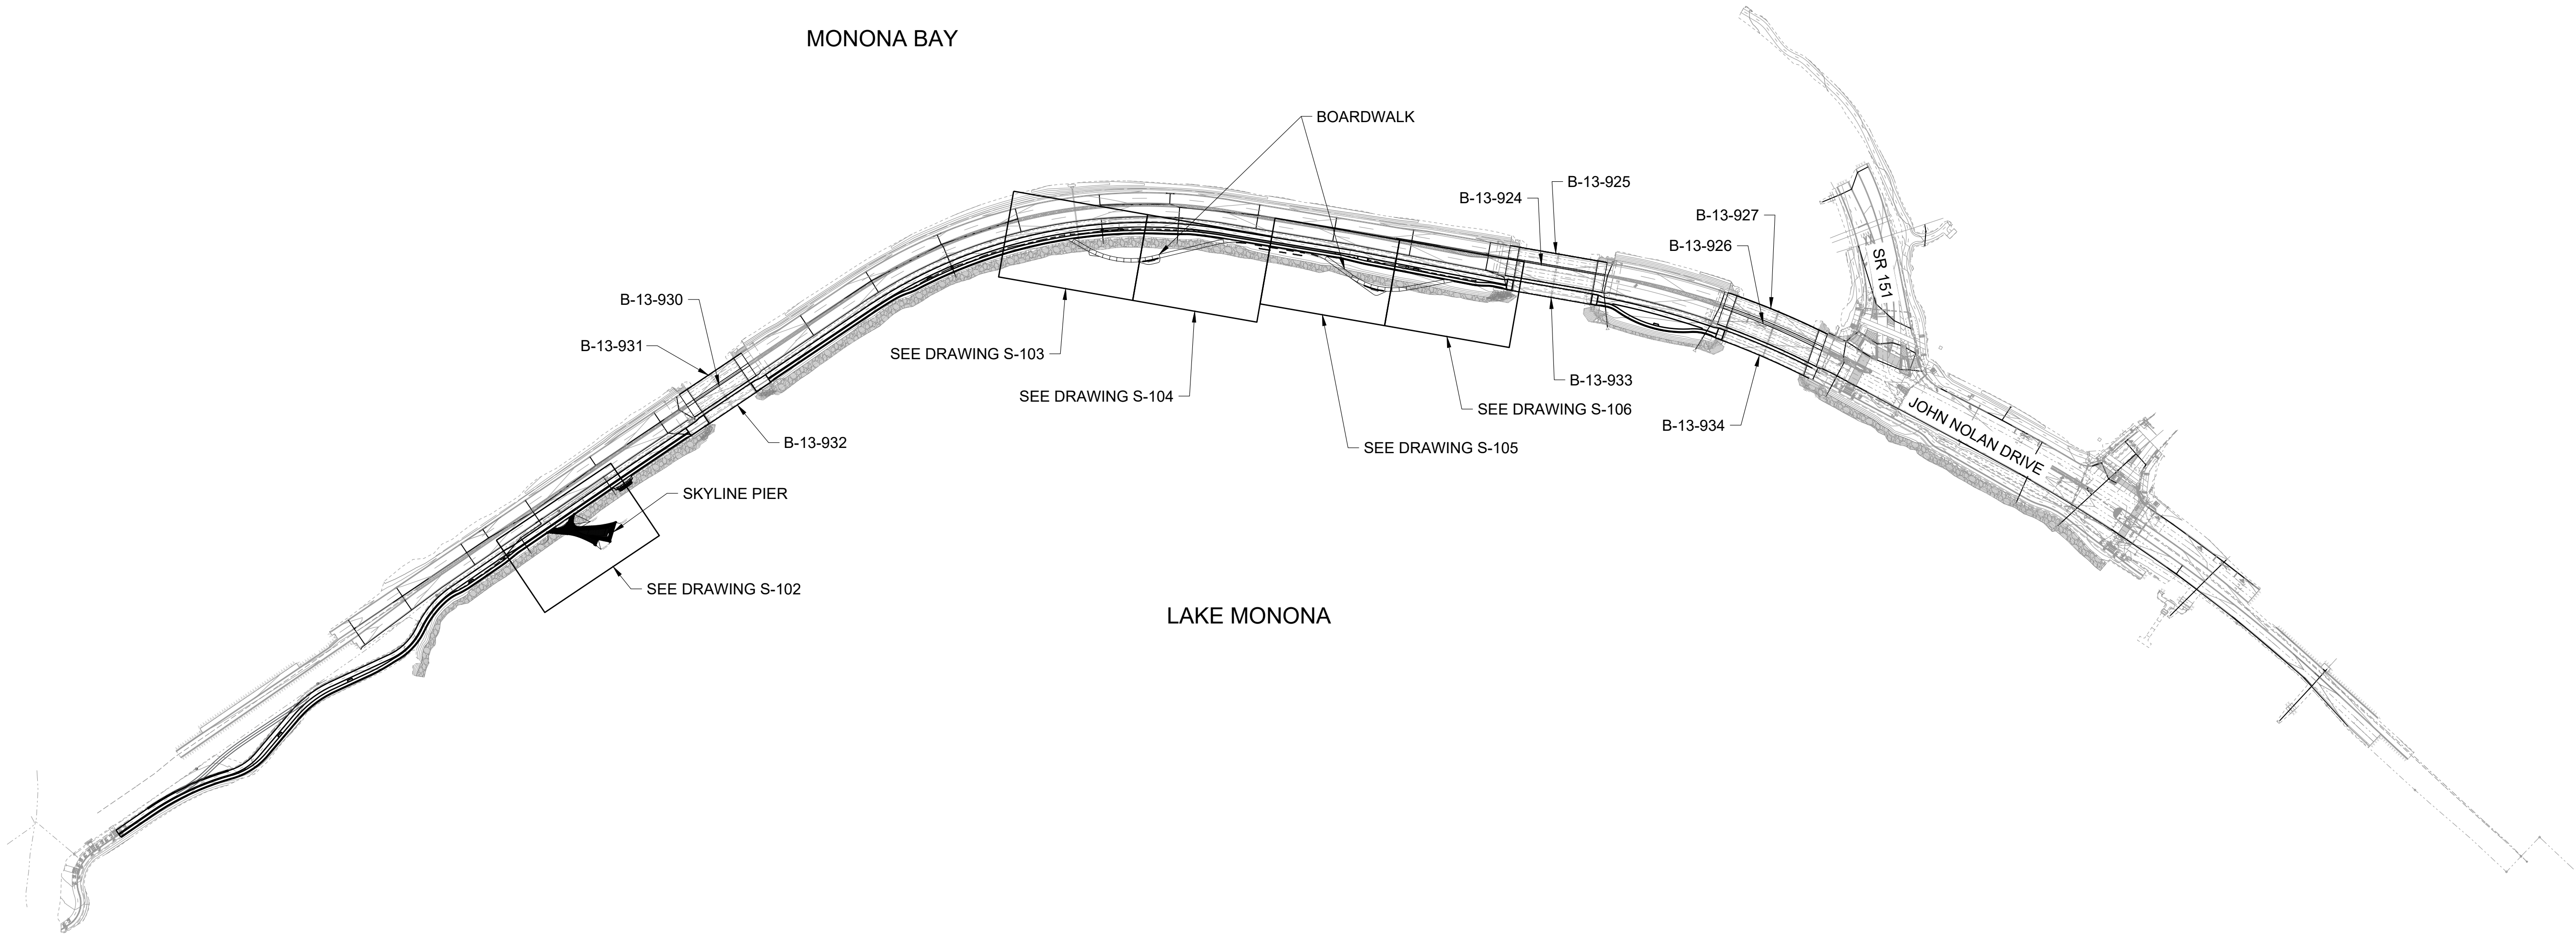 MONONA BAY
BOARDWALK
B-13-925
B-13-924
B-13-927
B-13-926
SR 151
B-13-930
B-13-931
SEE DRAWING S-103
SEE DRAWING S-104
B-13-933
SEE DRAWING S-106
B-13-934
JOHN NOLAN DRIVE
B-13-932
SEE DRAWING S-105
SKYLINE PIER
SEE DRAWING S-102
LAKE MONONA